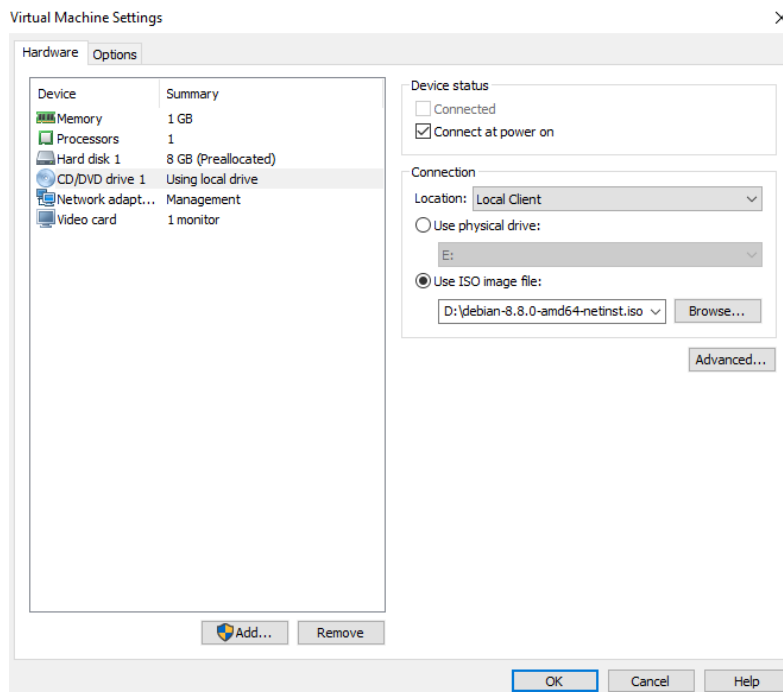 Virtual Machine Settings
Hardware Options
Device Summary
Memory 1 GB
Processors 1
Hard disk 1 8 GB (Preallocated)
CD/DVD drive 1 Using local drive
Network adapt... Management
Video card 1 monitor
Add... Remove
Device status
Connected
Connect at power on
Connection
Location: Local Client
Use physical drive:
E:
Use ISO image file:
D:\debian-8.8.0-amd64-netinst.iso Browse...
Advanced...
OK Cancel Help